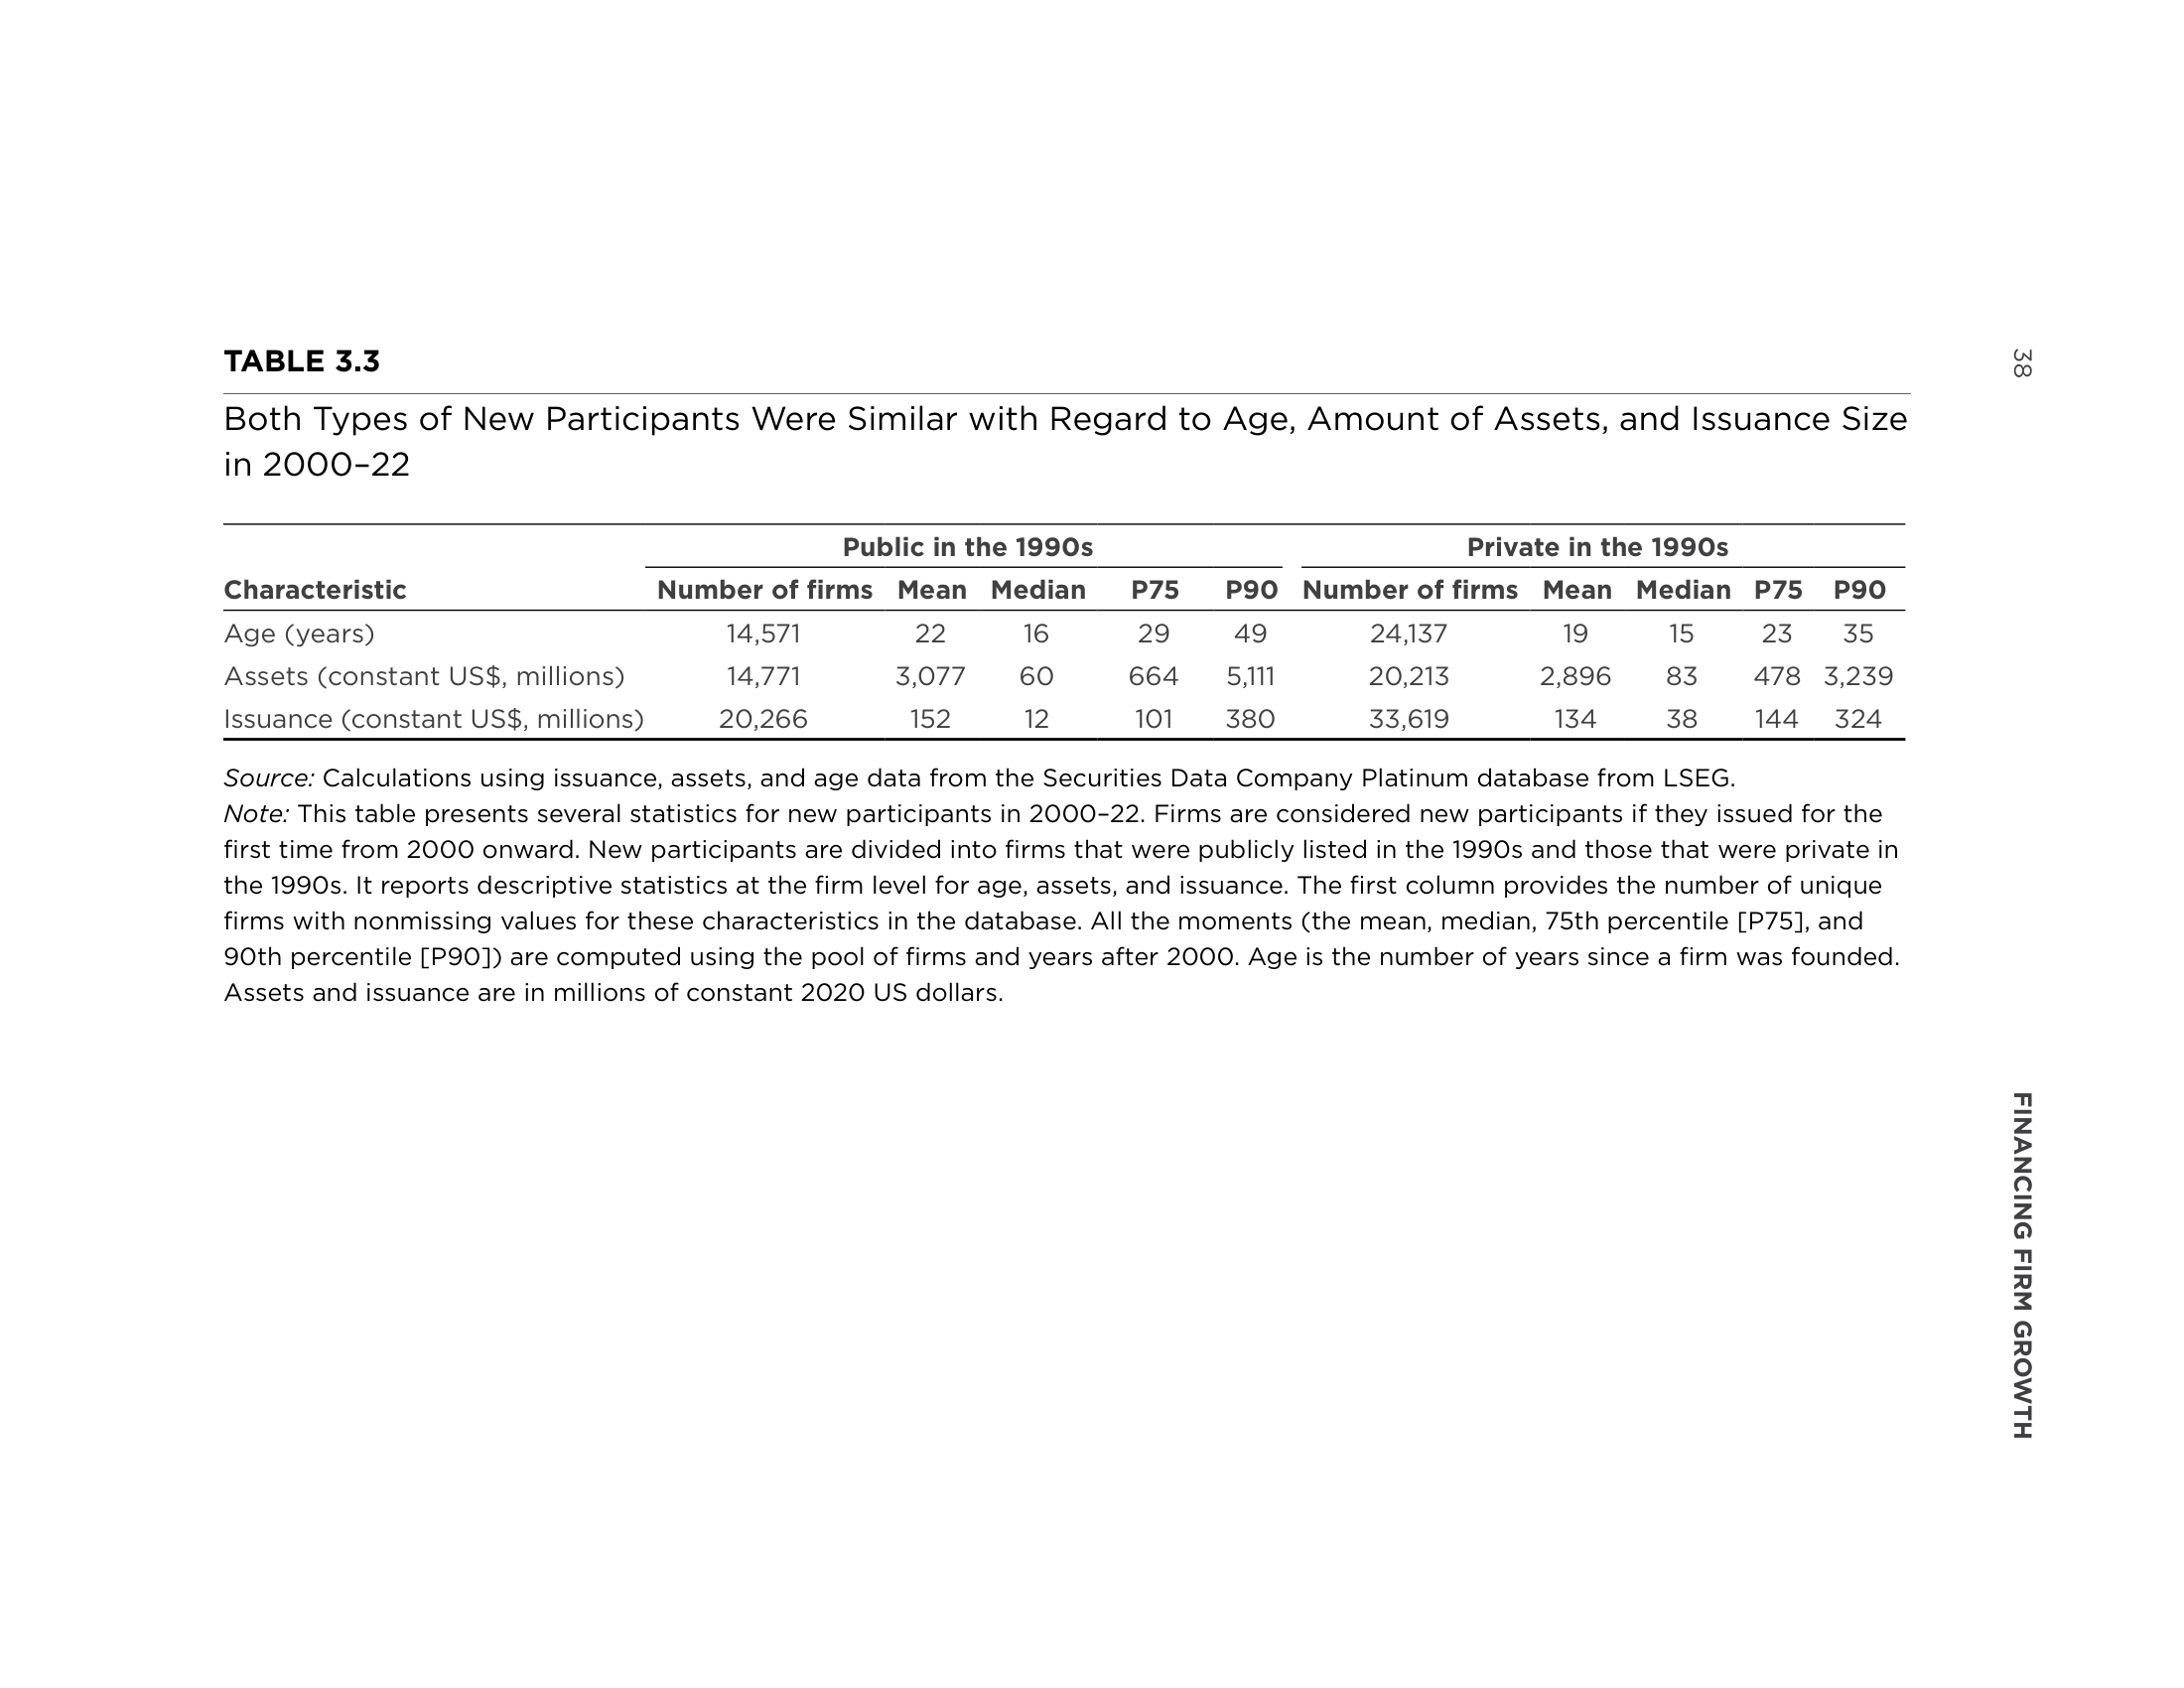 TABLE 3.3
Both Types of New Participants Were Similar with Regard to Age, Amount of Assets, and Issuance Size
in 2000–22
Public in the 1990s Private in the 1990s
Characteristic Number of firms Mean Median P75 P90 Number of firms Mean Median P75 P90
Age (years) 14,571 22 16 29 49 24,137 19 15 23 35
Assets (constant US$, millions) 14,771 3,077 60 664 5,111 20,213 2,896 83 478 3,239
Issuance (constant US$, millions) 20,266 152 12 101 380 33,619 134 38 144 324
Source: Calculations using issuance, assets, and age data from the Securities Data Company Platinum database from LSEG.
Note: This table presents several statistics for new participants in 2000–22. Firms are considered new participants if they issued for the
first time from 2000 onward. New participants are divided into firms that were publicly listed in the 1990s and those that were private in
the 1990s. It reports descriptive statistics at the firm level for age, assets, and issuance. The first column provides the number of unique
firms with nonmissing values for these characteristics in the database. All the moments (the mean, median, 75th percentile [P75], and
90th percentile [P90]) are computed using the pool of firms and years after 2000. Age is the number of years since a firm was founded.
Assets and issuance are in millions of constant 2020 US dollars.
38
FINANCING FIRM GROWTH